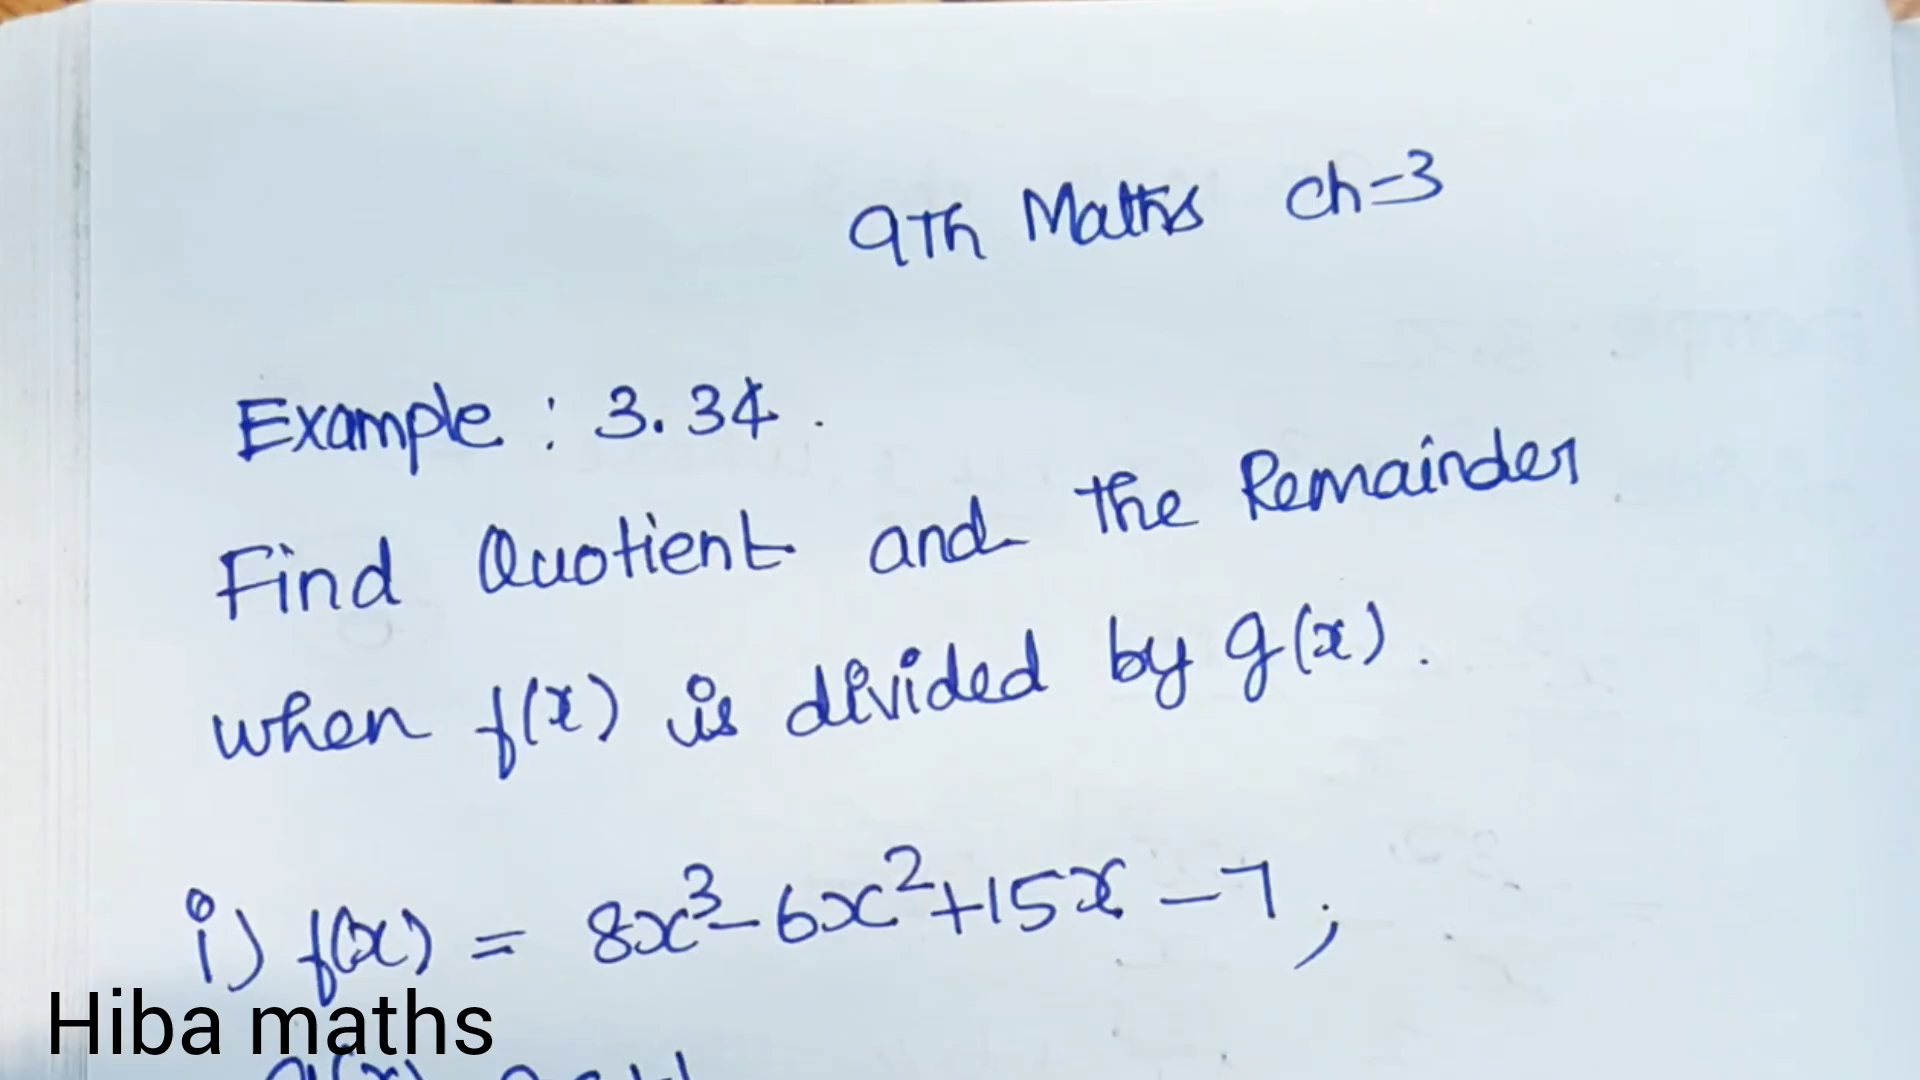 9Th Maths ch-3
Example : 3.34.
Find Quotient and the Remainder
when f(x) is divided by g(x).
i) f(x) = 8x³-6x²+15x-7;
Hiba maths
g(x)